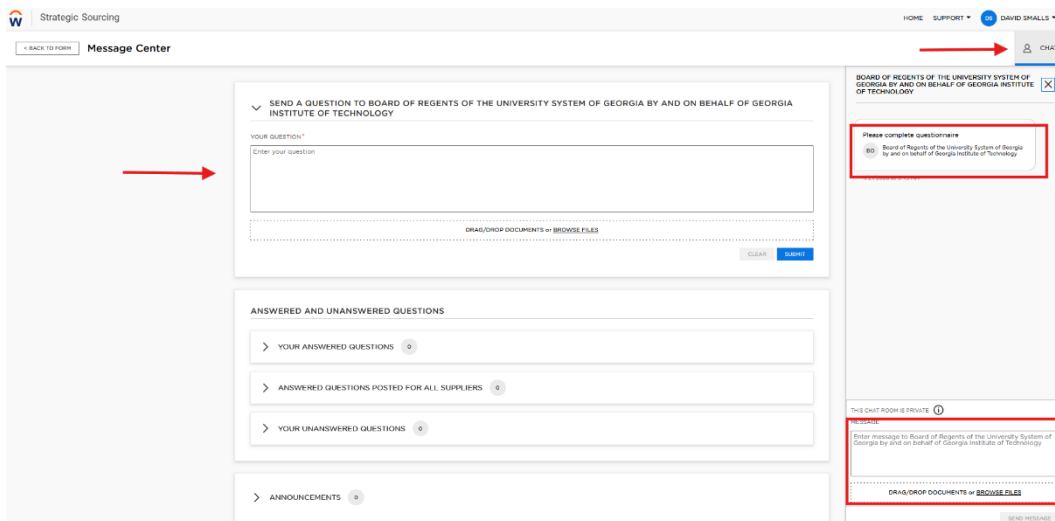 Strategic Sourcing
HOME SUPPORT DS DAVID SMALLS
< BACK TO FORM Message Center
CHAT
SEND A QUESTION TO BOARD OF REGENTS OF THE UNIVERSITY SYSTEM OF GEORGIA BY AND ON BEHALF OF GEORGIA
INSTITUTE OF TECHNOLOGY
YOUR QUESTION*
Enter your question
DRAG/DROP DOCUMENTS or BROWSE FILES
CLEAR SUBMIT
ANSWERED AND UNANSWERED QUESTIONS
YOUR ANSWERED QUESTIONS 0
ANSWERED QUESTIONS POSTED FOR ALL SUPPLIERS 0
YOUR UNANSWERED QUESTIONS 0
ANNOUNCEMENTS 0
BOARD OF REGENTS OF THE UNIVERSITY SYSTEM OF
GEORGIA BY AND ON BEHALF OF GEORGIA INSTITUTE
OF TECHNOLOGY
Please complete questionnaire
BO Board of Regents of the University System of Georgia
by and on behalf of Georgia Institute of Technology
THIS CHAT ROOM IS PRIVATE
MESSAGE
Enter message to Board of Regents of the University System of
Georgia by and on behalf of Georgia Institute of Technology
DRAG/DROP DOCUMENTS or BROWSE FILES
SEND MESSAGE